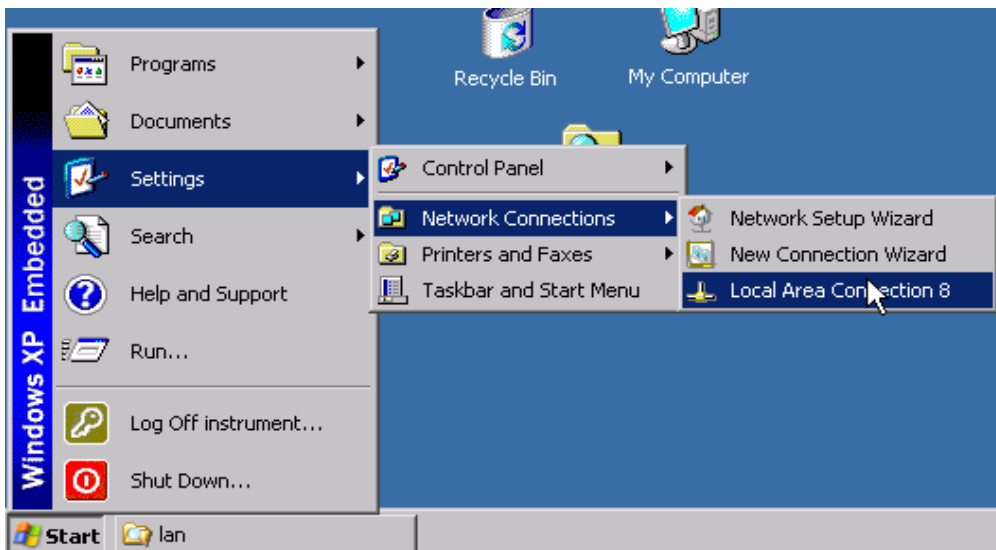 Recycle Bin
My Computer
Windows XP Embedded
Programs
Documents
Settings
Search
Help and Support
Run...
Log Off instrument...
Shut Down...
Control Panel
Network Connections
Printers and Faxes
Taskbar and Start Menu
Network Setup Wizard
New Connection Wizard
Local Area Connection 8
Start
lan